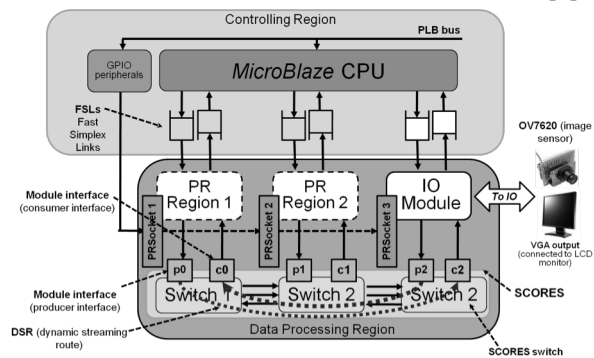 Controlling Region
PLB bus
GPIO
peripherals
MicroBlaze CPU
FSLs
Fast
Simplex
Links
OV7620 (image
sensor)
PR
Region 1
PR
Region 2
IO
Module
To IO
Module interface
(consumer interface)
PRSocket 1
PRSocket 2
PRSocket 3
VGA output
(connected to LCD
monitor)
p0
c0
p1
c1
p2
c2
Module interface
(producer interface)
Switch 1
Switch 2
Switch 2
SCORES
DSR (dynamic streaming
route)
Data Processing Region
SCORES switch